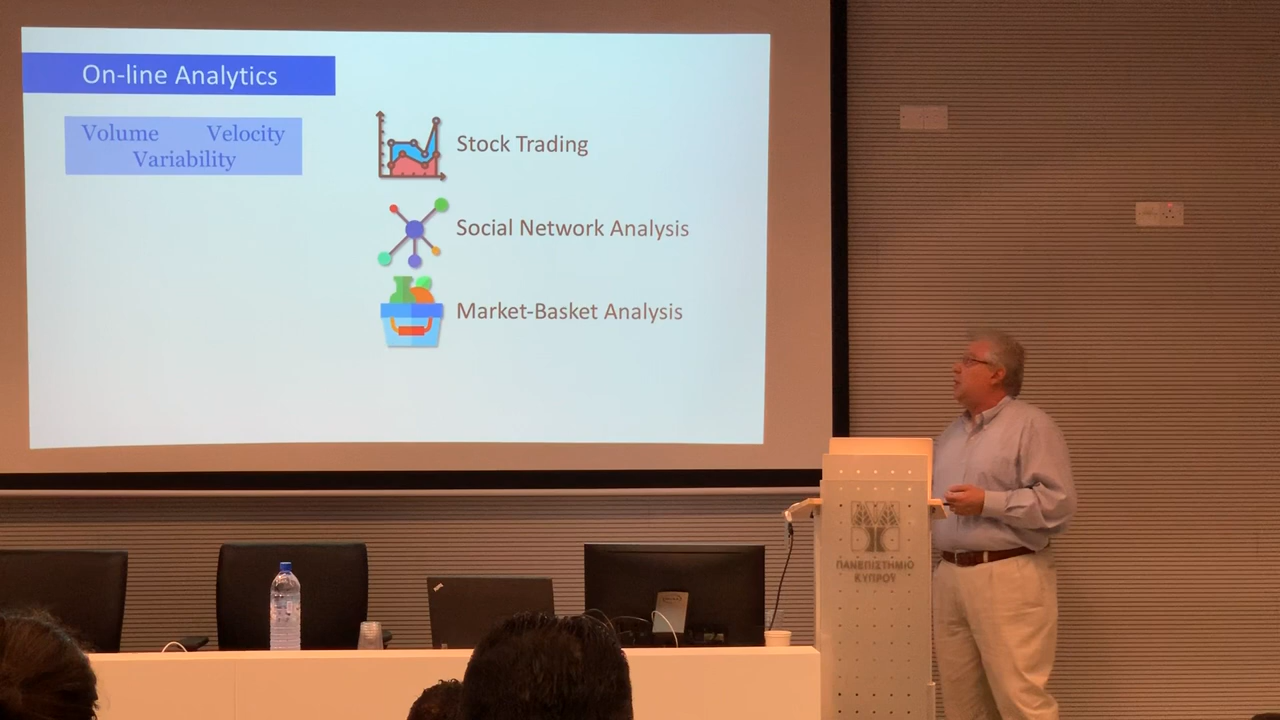 On-line Analytics
Volume Velocity
Variability
Stock Trading
Social Network Analysis
Market-Basket Analysis
ΠΑΝΕΠΙΣΤΗΜΙΟ
ΚΥΠΡΟΥ